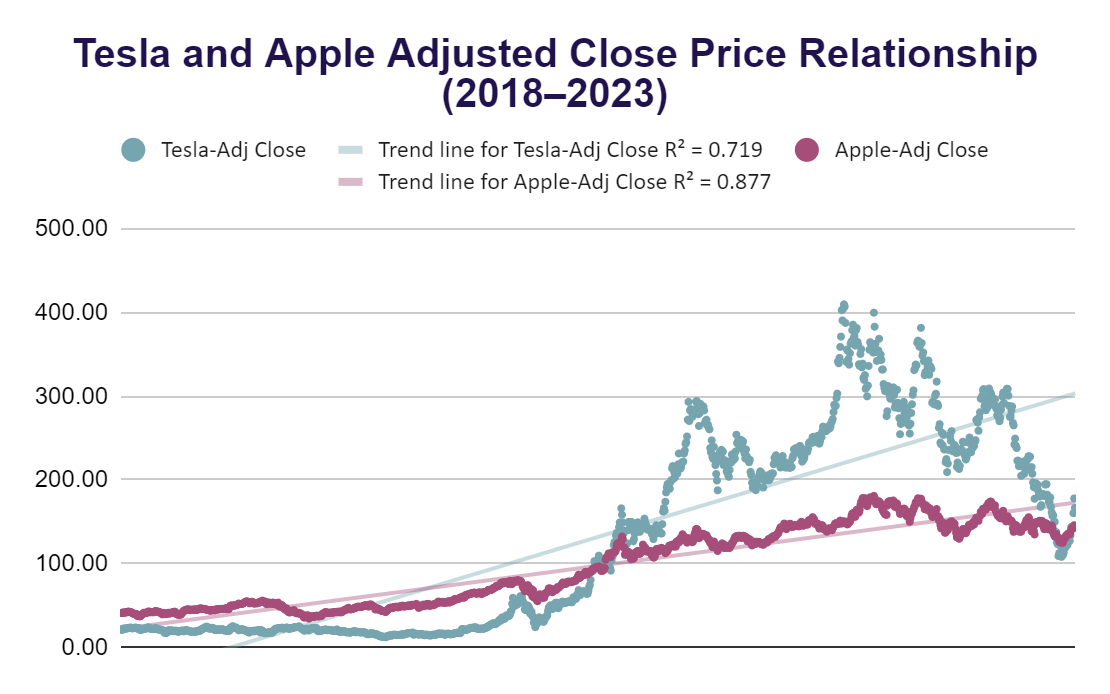 Tesla and Apple Adjusted Close Price Relationship
(2018–2023)
Tesla-Adj Close
Trend line for Tesla-Adj Close R² = 0.719
Apple-Adj Close
Trend line for Apple-Adj Close R² = 0.877
500.00
400.00
300.00
200.00
100.00
0.00